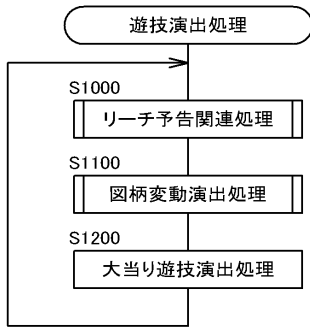 遊技演出処理
S1000
リーチ予告関連処理
S1100
図柄変動演出処理
S1200
大当り遊技演出処理